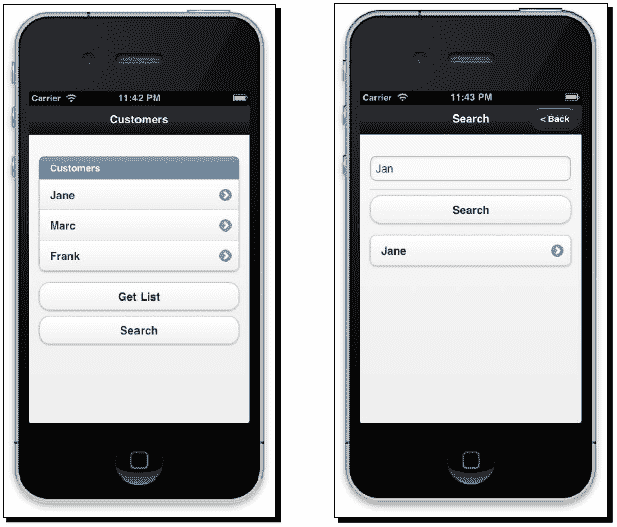 Carrier 11:42 PM
Customers
Customers
Jane
Marc
Frank
Get List
Search
Carrier 11:43 PM
Search
< Back
Jan
Search
Jane